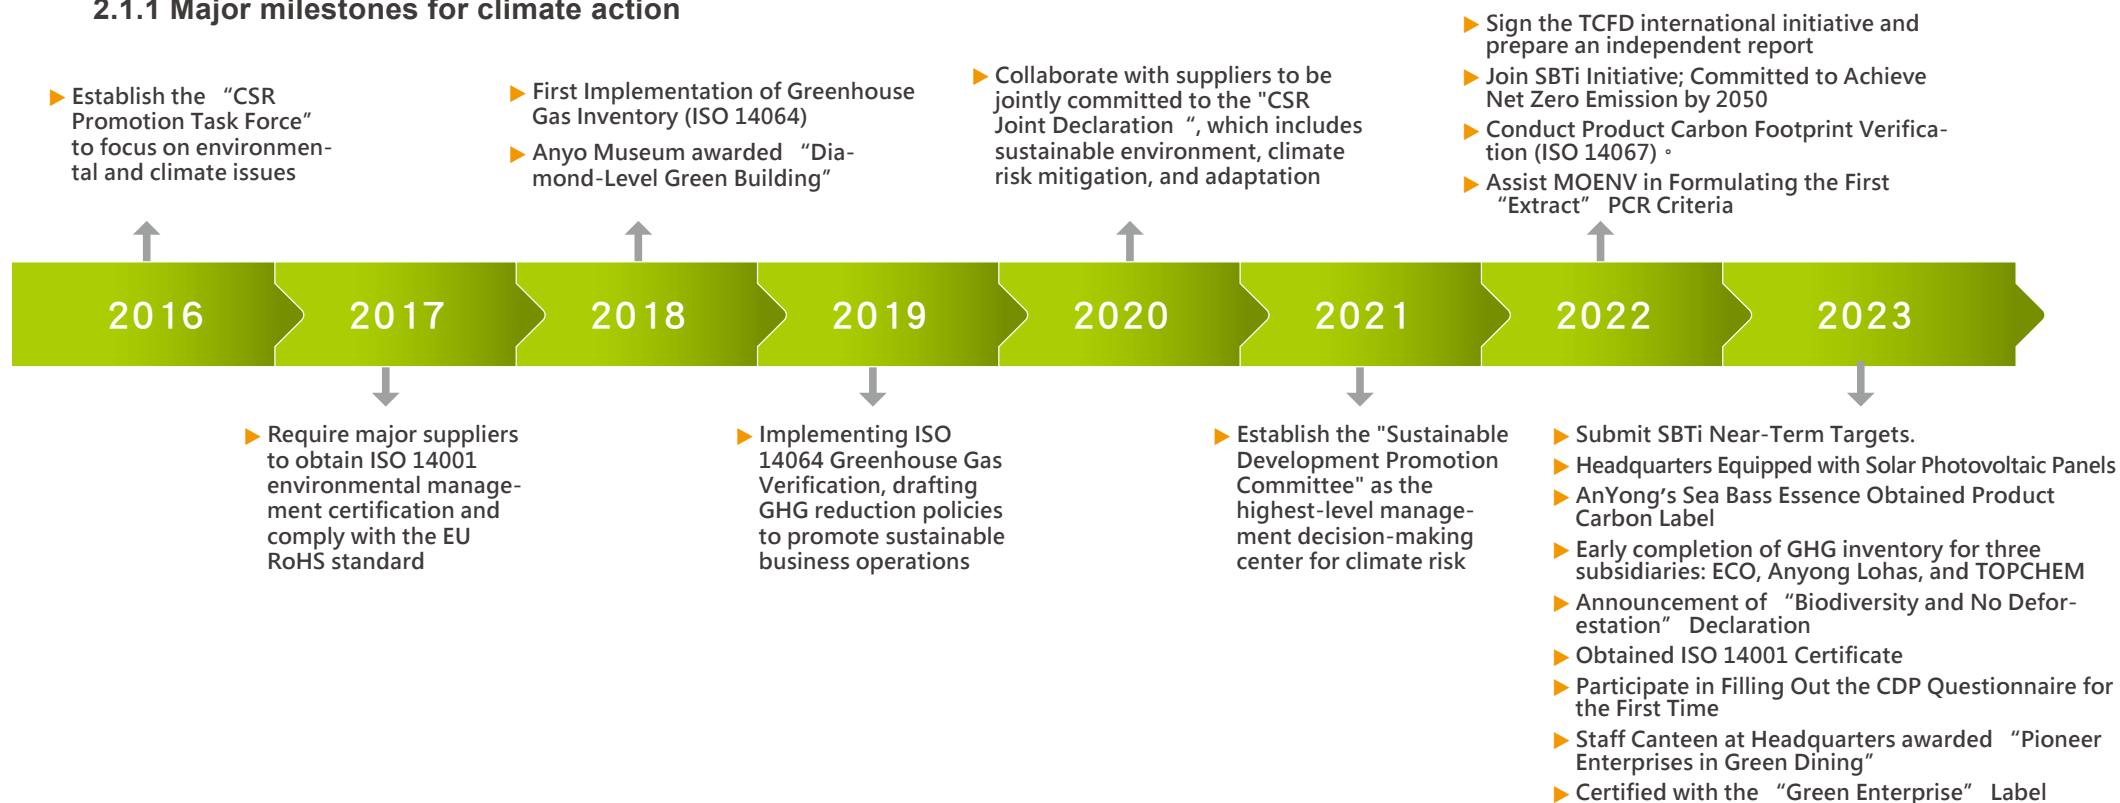 2.1.1 Major milestones for climate action
Establish the “CSR
Promotion Task Force”
to focus on environmen-
tal and climate issues
First Implementation of Greenhouse
Gas Inventory (ISO 14064)
Anyo Museum awarded “Dia-
mond-Level Green Building”
Collaborate with suppliers to be
jointly committed to the "CSR
Joint Declaration “, which includes
sustainable environment, climate
risk mitigation, and adaptation
Sign the TCFD international initiative and
prepare an independent report
Join SBTi Initiative; Committed to Achieve
Net Zero Emission by 2050
Conduct Product Carbon Footprint Verifica-
tion (ISO 14067)。
Assist MOENV in Formulating the First
“Extract” PCR Criteria
2016
2017
2018
2019
2020
2021
2022
2023
Require major suppliers
to obtain ISO 14001
environmental manage-
ment certification and
comply with the EU
RoHS standard
Implementing ISO
14064 Greenhouse Gas
Verification, drafting
GHG reduction policies
to promote sustainable
business operations
Establish the "Sustainable
Development Promotion
Committee" as the
highest-level manage-
ment decision-making
center for climate risk
Submit SBTi Near-Term Targets.
Headquarters Equipped with Solar Photovoltaic Panels
AnYong’s Sea Bass Essence Obtained Product
Carbon Label
Early completion of GHG inventory for three
subsidiaries: ECO, Anyong Lohas, and TOPCHEM
Announcement of “Biodiversity and No Defor-
estation” Declaration
Obtained ISO 14001 Certificate
Participate in Filling Out the CDP Questionnaire for
the First Time
Staff Canteen at Headquarters awarded “Pioneer
Enterprises in Green Dining”
Certified with the “Green Enterprise” Label